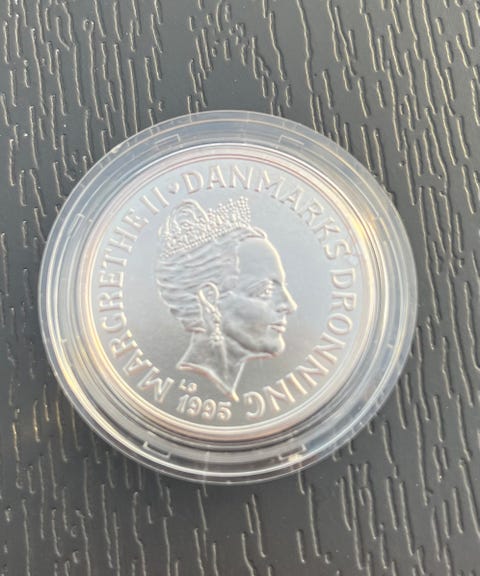 MARGRETHE II · DANMARKS DRONNING
LG
1995